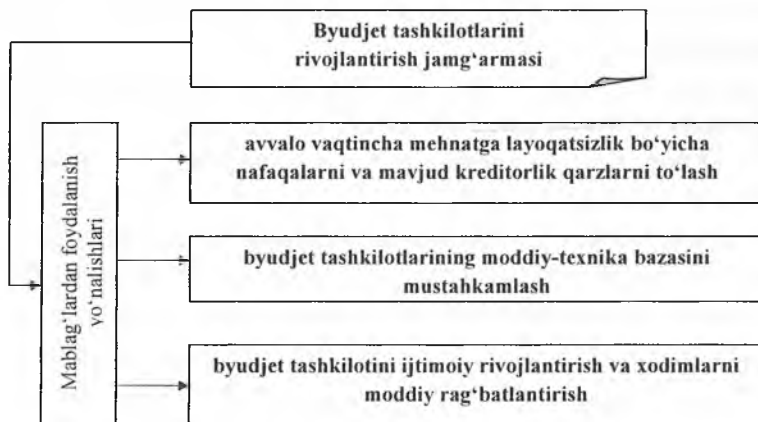 Byudjet tashkilotlarini
rivojlantirish jamg‘armasi
Mablag‘lardan foydalanish
yo‘nalishlari
avvalo vaqtincha mehnatga layoqatsizlik bo‘yicha
nafaqalarni va mavjud kreditorlik qarzlarni to‘lash
byudjet tashkilotlarining moddiy-texnika bazasini
mustahkamlash
byudjet tashkilotini ijtimoiy rivojlantirish va xodimlarni
moddiy rag‘batlantirish